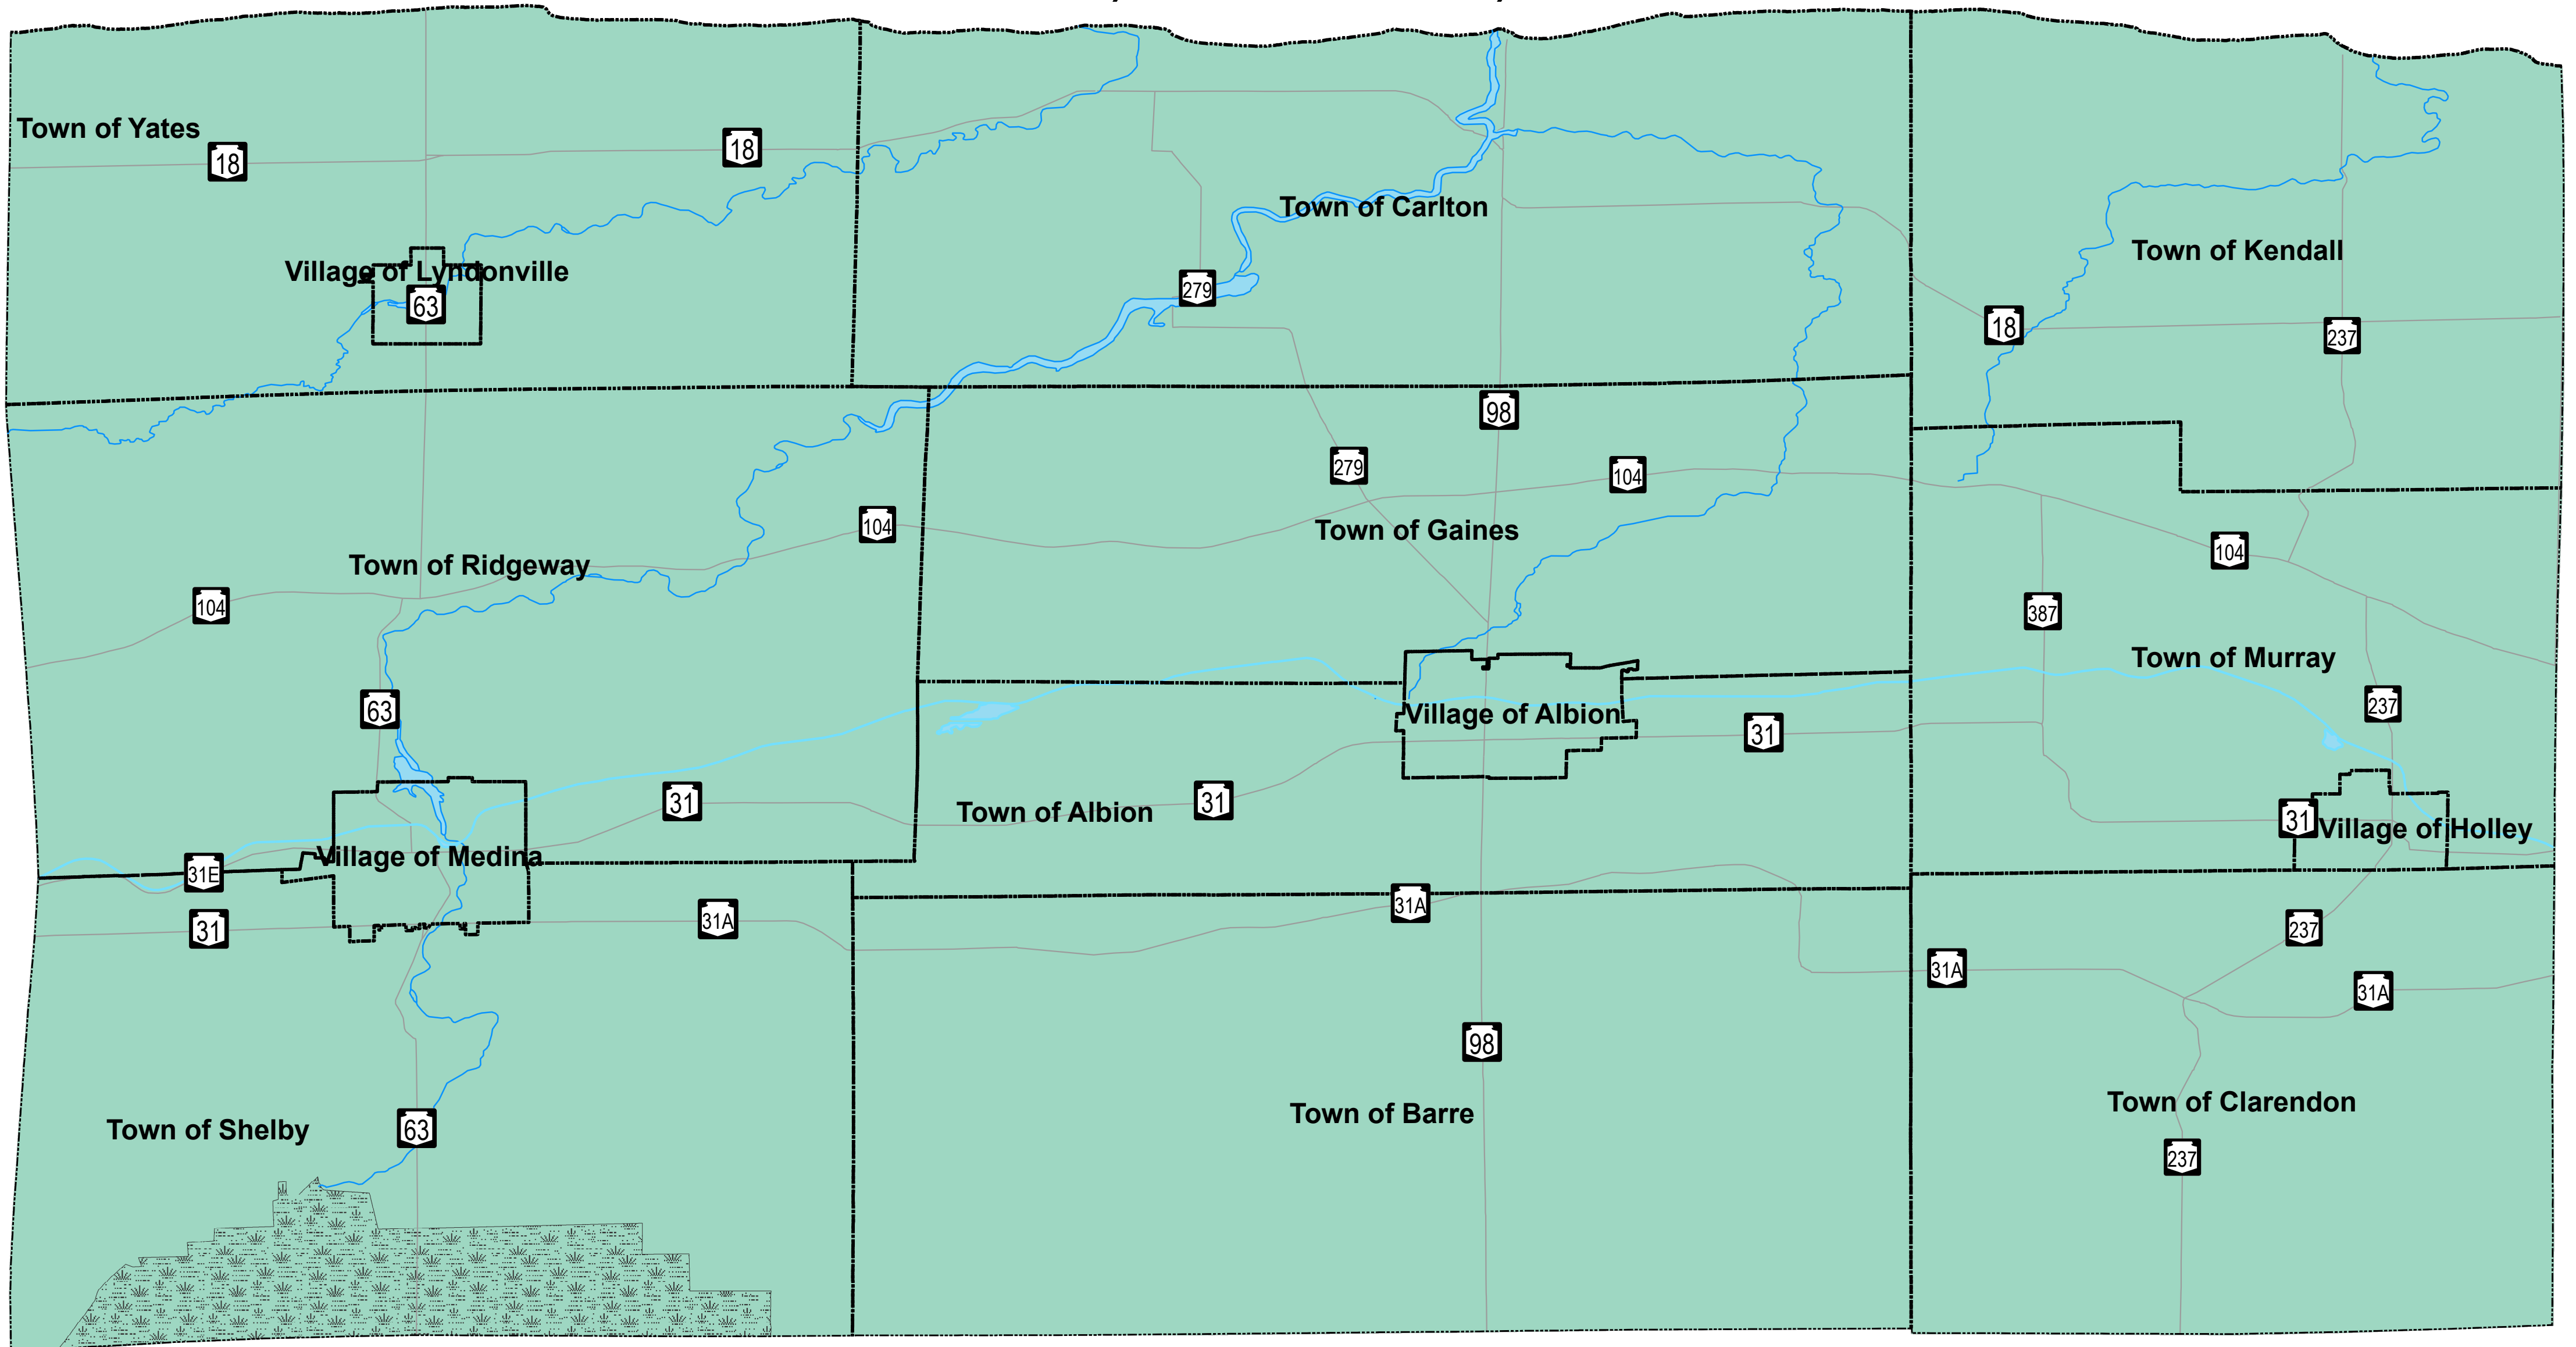 Town of Yates
18
18
Town of Carlton
Town of Kendall
Village of Lyndonville
63
279
18
237
98
279
104
104
Town of Gaines
104
Town of Ridgeway
104
387
Town of Murray
63
237
Village of Albion
31
31
31
Town of Albion
31
Village of Holley
Village of Medina
31E
31A
31A
31
237
31A
31A
98
Town of Clarendon
Town of Barre
63
Town of Shelby
237